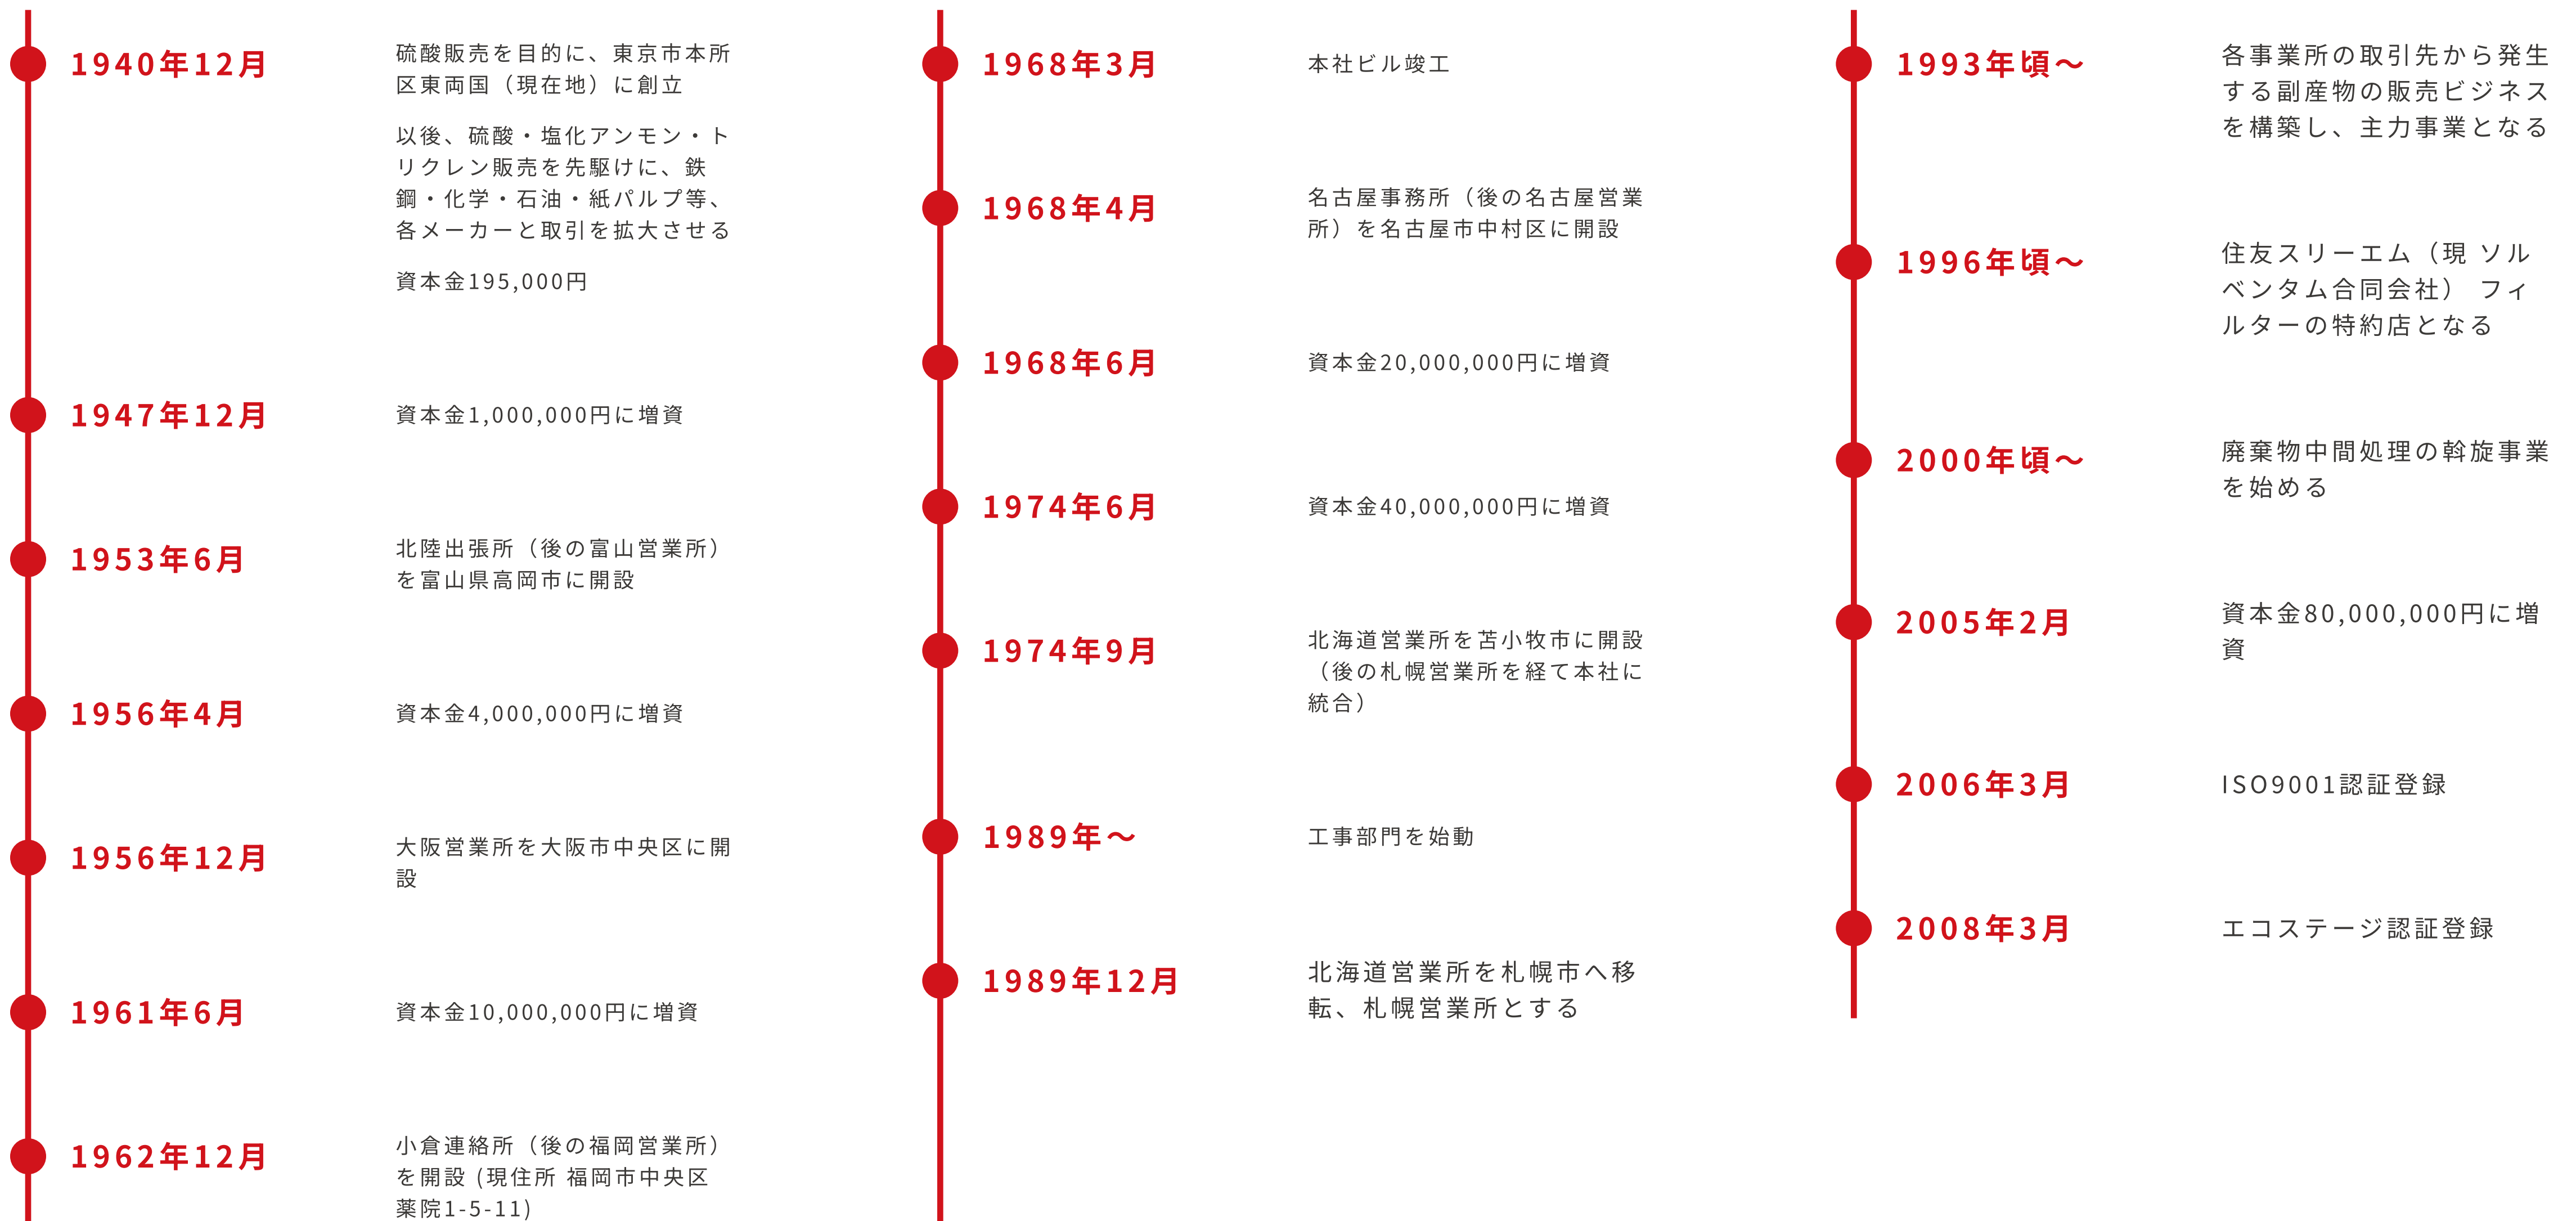 1940年12月
硫酸販売を目的に、東京市本所
区東両国（現在地）に創立
以後、硫酸・塩化アンモン・ト
リクレン販売を先駆けに、鉄
鋼・化学・石油・紙パルプ等、
各メーカーと取引を拡大させる
資本金195,000円
1947年12月
資本金1,000,000円に増資
1953年6月
北陸出張所（後の富山営業所）
を富山県高岡市に開設
1956年4月
資本金4,000,000円に増資
1956年12月
大阪営業所を大阪市中央区に開
設
1961年6月
資本金10,000,000円に増資
1962年12月
小倉連絡所（後の福岡営業所）
を開設 (現住所 福岡市中央区
薬院1-5-11)
1968年3月
本社ビル竣工
1968年4月
名古屋事務所（後の名古屋営業
所）を名古屋市中村区に開設
1968年6月
資本金20,000,000円に増資
1974年6月
資本金40,000,000円に増資
1974年9月
北海道営業所を苫小牧市に開設
（後の札幌営業所を経て本社に
統合）
1989年～
工事部門を始動
1989年12月
北海道営業所を札幌市へ移
転、札幌営業所とする
1993年頃～
各事業所の取引先から発生
する副産物の販売ビジネス
を構築し、主力事業となる
1996年頃～
住友スリーエム（現 ソル
ベンタム合同会社） フィ
ルターの特約店となる
2000年頃～
廃棄物中間処理の斡旋事業
を始める
2005年2月
資本金80,000,000円に増
資
2006年3月
ISO9001認証登録
2008年3月
エコステージ認証登録